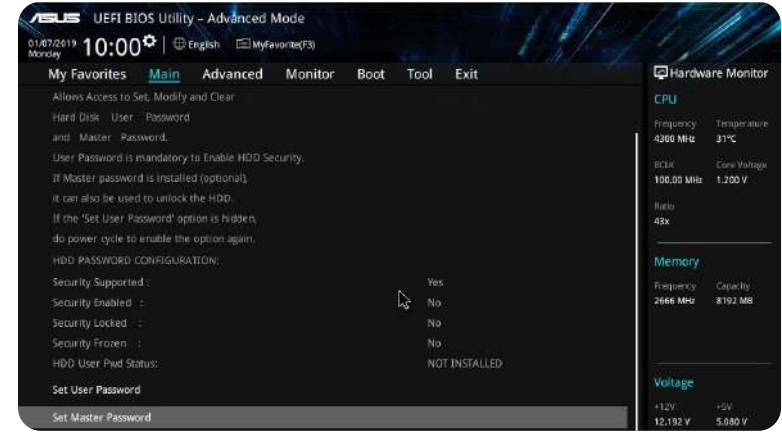 ASUS UEFI BIOS Utility – Advanced Mode
01/07/2019
Monday
10:00
English
MyFavorite(F3)
My Favorites Main Advanced Monitor Boot Tool Exit
Allows Access to Set, Modify and Clear
Hard Disk User Password
and Master Password.
User Password is mandatory to Enable HDD Security.
If Master password is installed (optional),
it can also be used to unlock the HDD.
If the 'Set User Password' option is hidden,
do power cycle to enable the option again.
HDD PASSWORD CONFIGURATION:
Security Supported : Yes
Security Enabled : No
Security Locked : No
Security Frozen : No
HDD User Pwd Status: NOT INSTALLED
Set User Password
Set Master Password
Hardware Monitor
CPU
Frequency Temperature
4300 MHz 31°C
BCLK Core Voltage
100.00 MHz 1.200 V
Ratio
43x
Memory
Frequency Capacity
2666 MHz 8192 MB
Voltage
+12V +5V
12.192 V 5.080 V